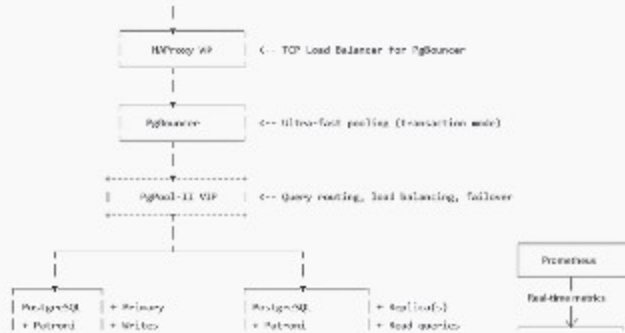 HAProxy VIP <-- TCP Load Balancer for PgBouncer
PgBouncer <-- Ultra-fast pooling (transaction mode)
PgPool-II VIP <-- Query routing, load balancing, failover
Prometheus
Real-time metrics
PostgreSQL + Primary PostgreSQL + Replica(s)
+ Patroni + Writes + Patroni + Read queries